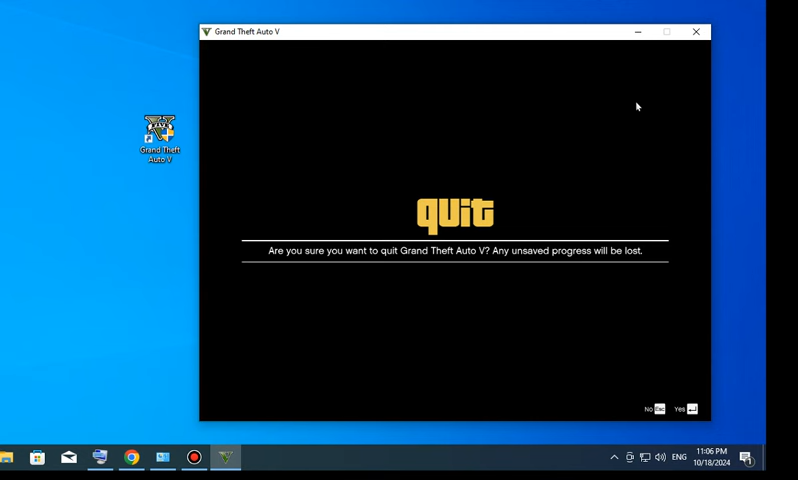 Grand Theft Auto V
FIVE
Grand Theft
Auto V
quit
Are you sure you want to quit Grand Theft Auto V? Any unsaved progress will be lost.
No Esc Yes
ENG
11:06 PM
10/18/2024
1